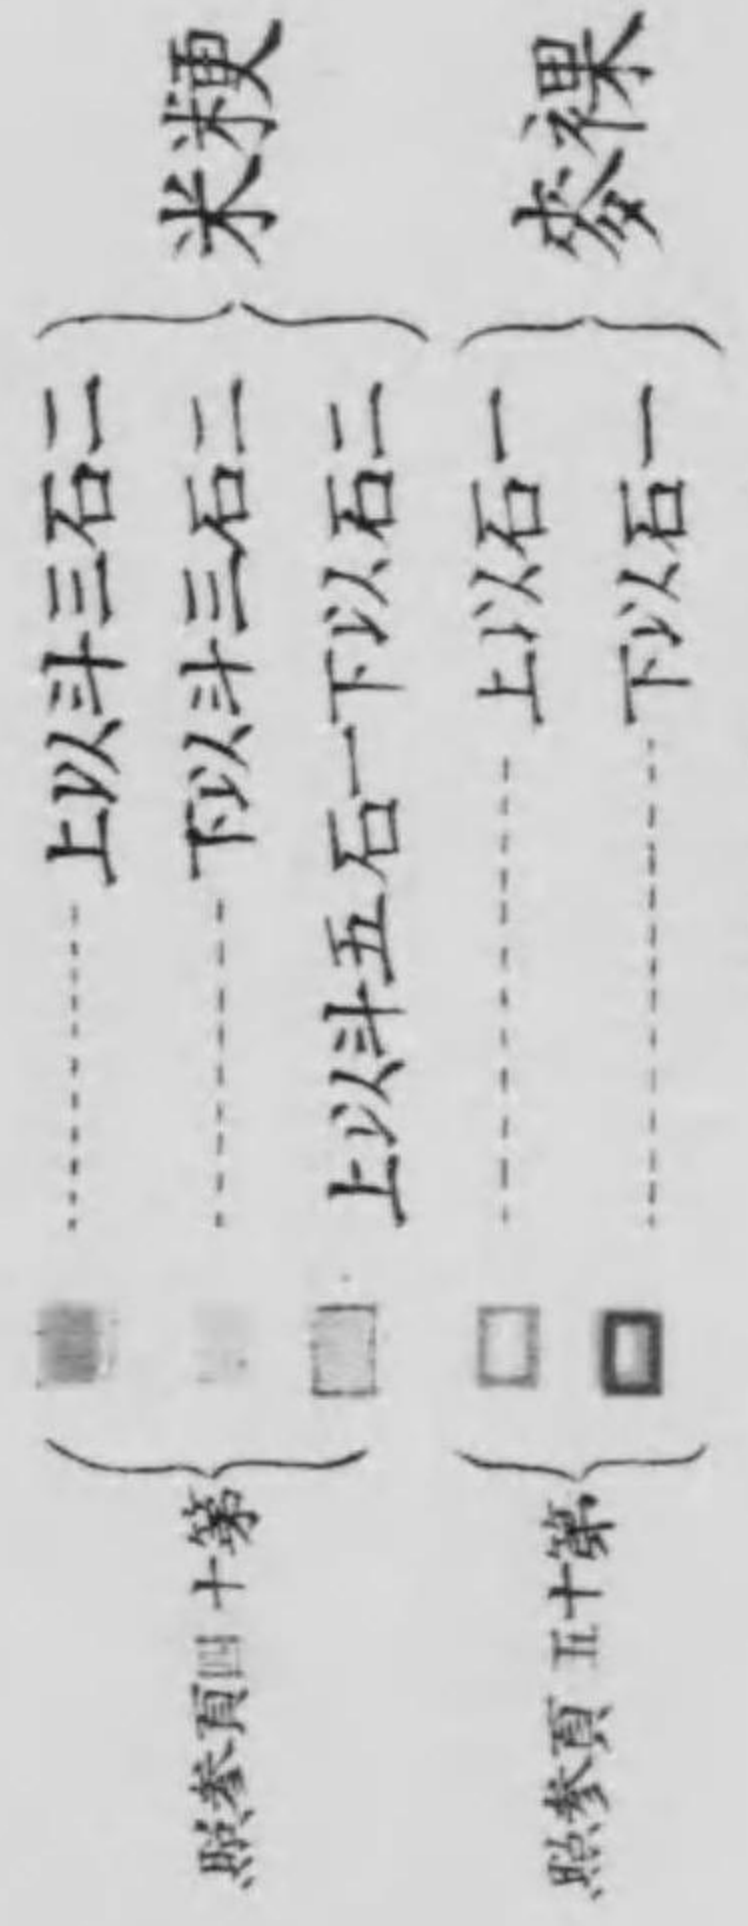 粳米
二石三斗以上
二石三斗以下
二石以下一石五斗以上
第十四頁参照
裸麥
一石以上
一石以下
第十五頁参照